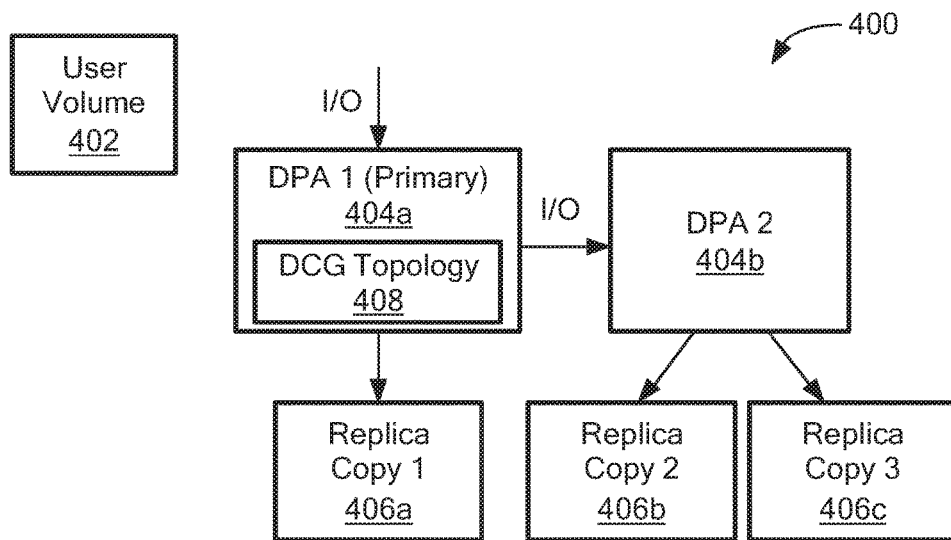 400
User
Volume
402
I/O
DPA 1 (Primary)
404a
DCG Topology
408
I/O
DPA 2
404b
Replica
Copy 1
406a
Replica
Copy 2
406b
Replica
Copy 3
406c